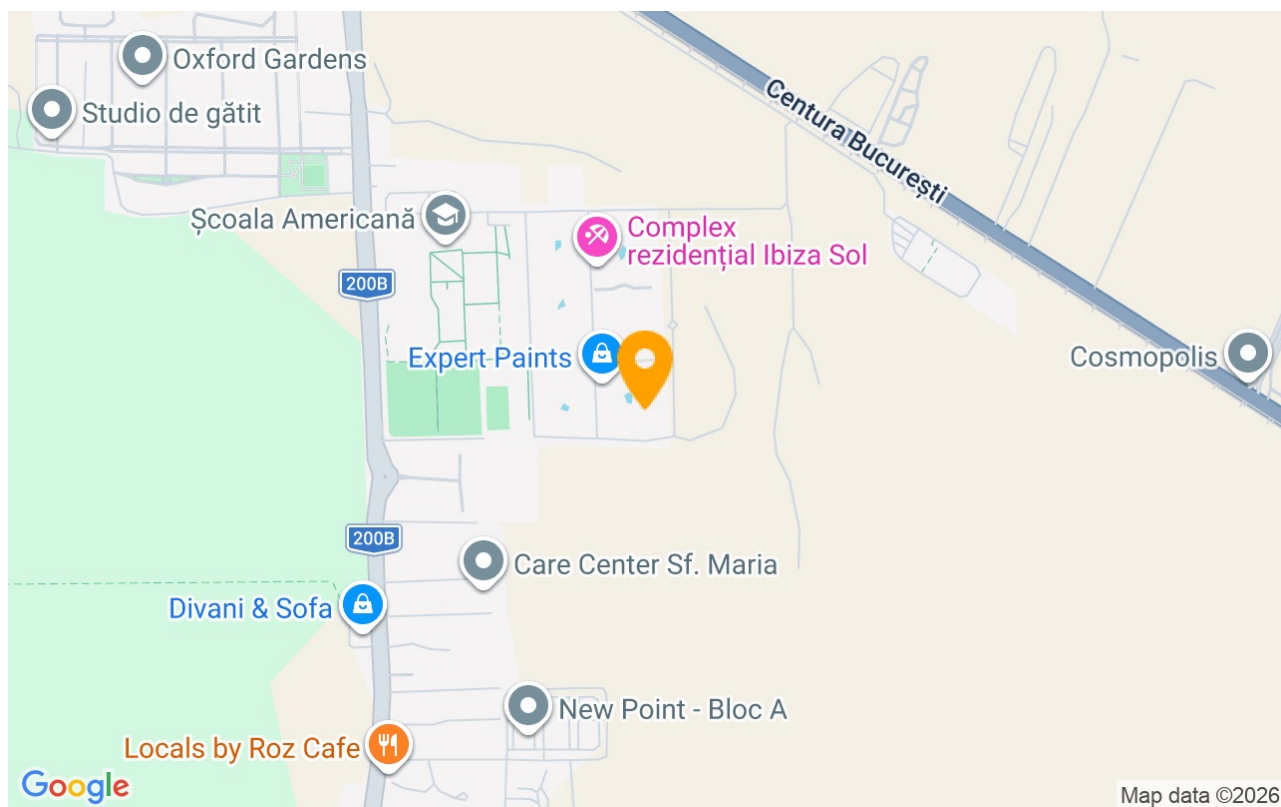 Oxford Gardens
Studio de gătit
Centura București
Școala Americană
Complex
rezidențial Ibiza Sol
200B
Expert Paints
Cosmopolis
200B
Care Center Sf. Maria
Divani & Sofa
New Point - Bloc A
Locals by Roz Cafe
Google
Map data ©2026